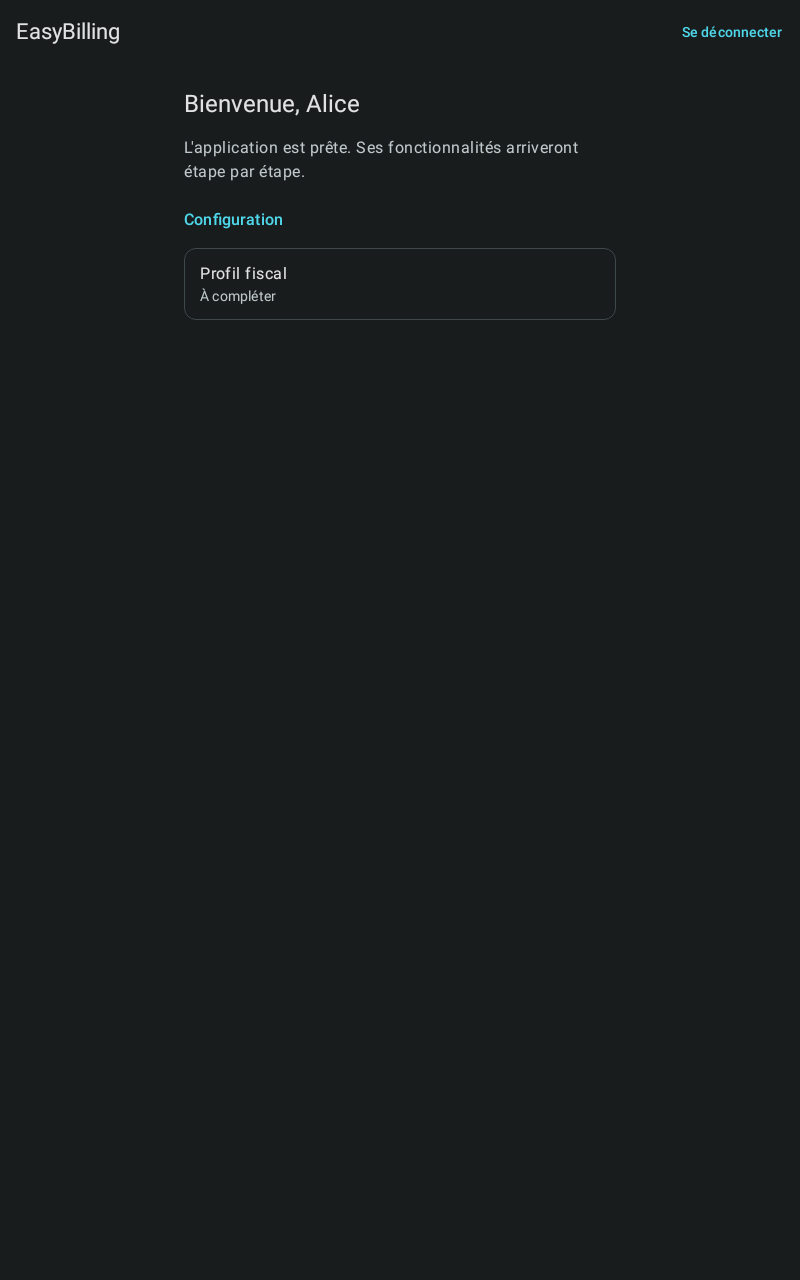 EasyBilling
Se déconnecter
Bienvenue, Alice
L'application est prête. Ses fonctionnalités arriveront
étape par étape.
Configuration
Profil fiscal
À compléter